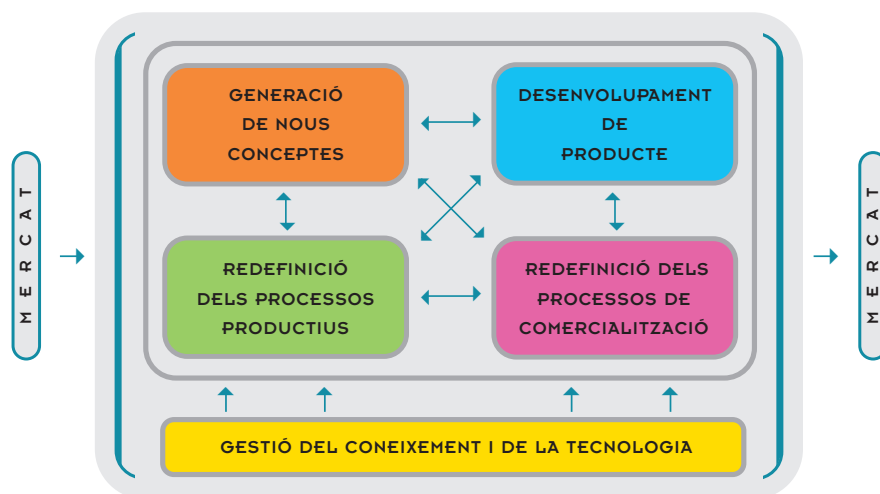 MERCAT
GENERACIÓ
DE NOUS
CONCEPTES
DESENVOLUPAMENT
DE
PRODUCTE
REDEFINICIÓ
DELS PROCESSOS
PRODUCTIUS
REDEFINICIÓ DELS
PROCESSOS DE
COMERCIALITZACIÓ
GESTIÓ DEL CONEIXEMENT I DE LA TECNOLOGIA
MERCAT